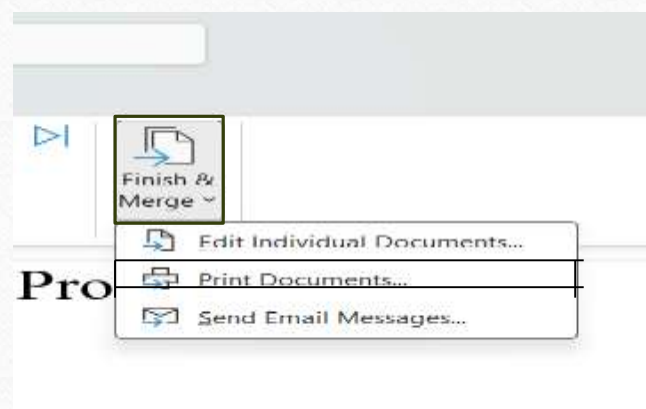 Finish &
Merge
Edit Individual Documents...
Pro
Print Documents...
Send Email Messages...